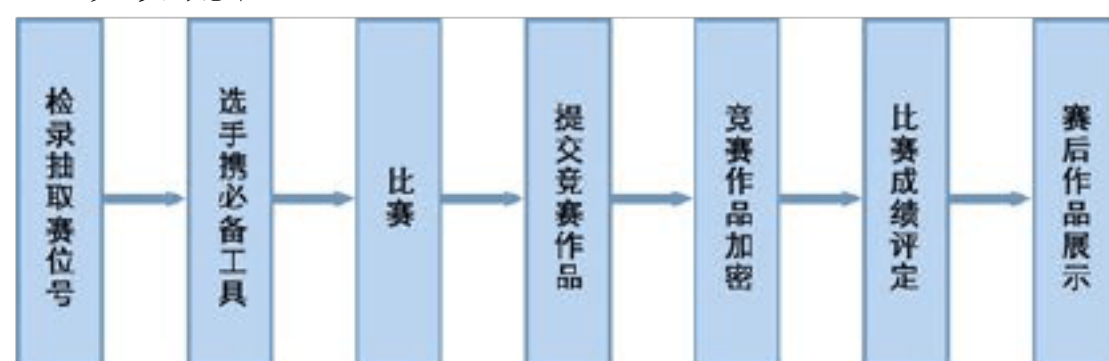 检录抽取赛位号
选手携必备工具
比赛
提交竞赛作品
竞赛作品加密
比赛成绩评定
赛后作品展示